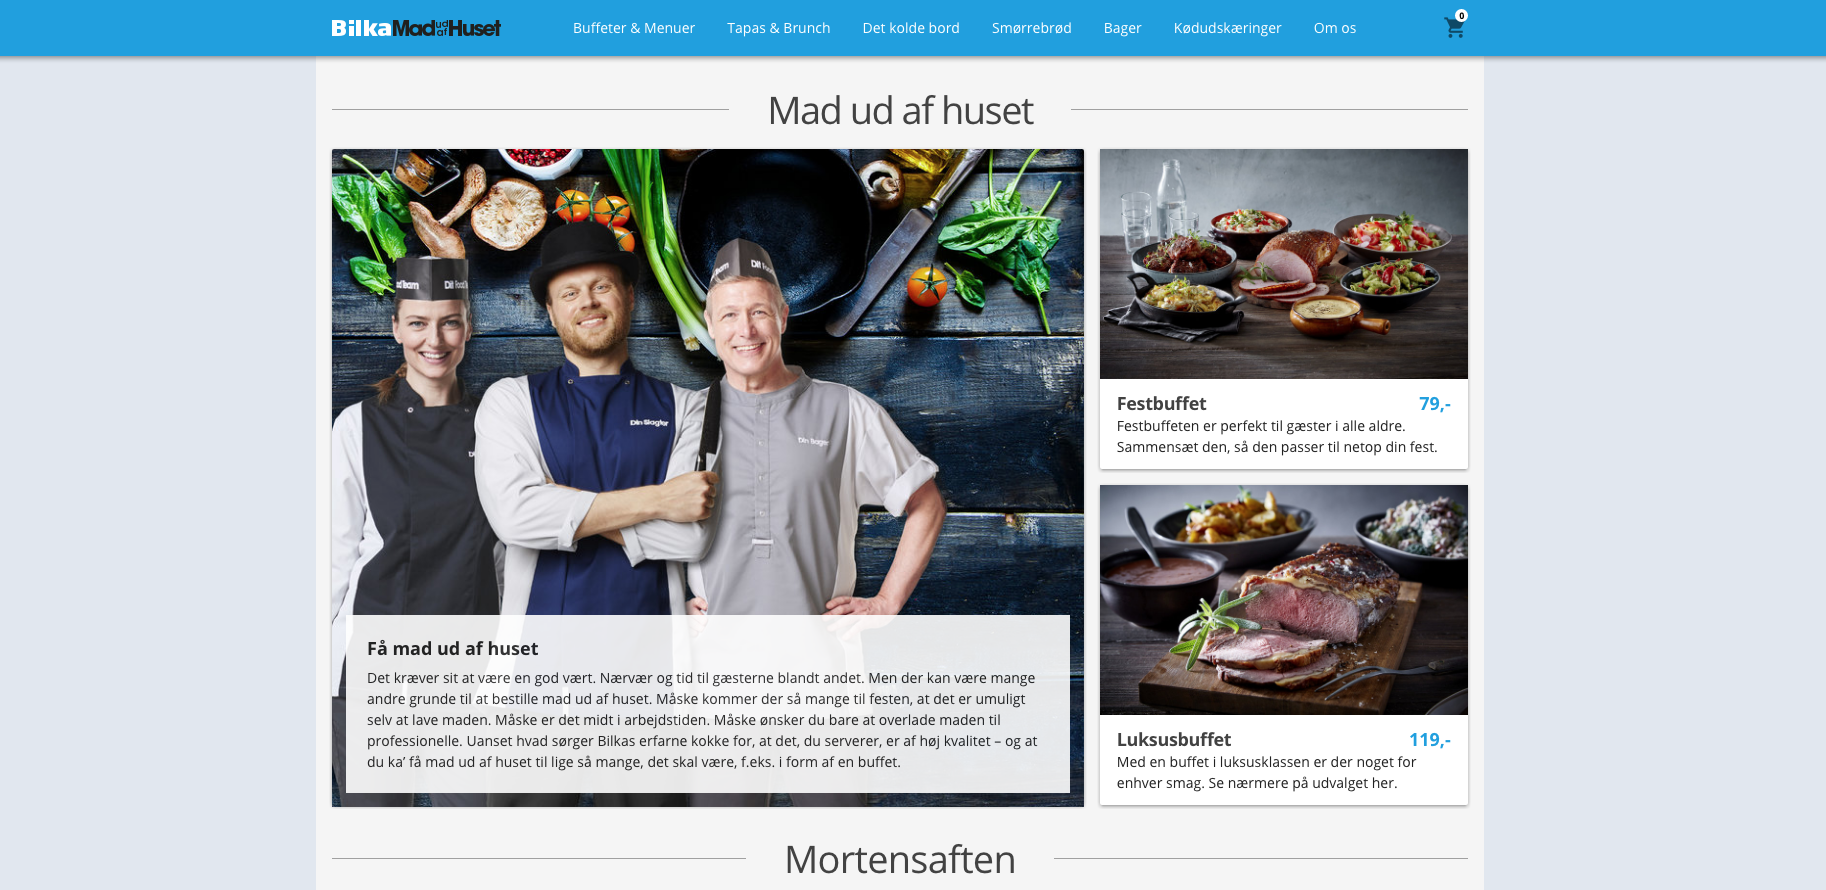 BilkaMad ud af Huset
Buffeter & Menuer
Tapas & Brunch
Det kolde bord
Smørrebrød
Bager
Kødudskæringer
Om os
0
Mad ud af huset
Din Slagter
Din Bager
Få mad ud af huset
Det kræver sit at være en god vært. Nærvær og tid til gæsterne blandt andet. Men der kan være mange
andre grunde til at bestille mad ud af huset. Måske kommer der så mange til festen, at det er umuligt
selv at lave maden. Måske er det midt i arbejdstiden. Måske ønsker du bare at overlade maden til
professionelle. Uanset hvad sørger Bilkas erfarne kokke for, at det, du serverer, er af høj kvalitet – og at
du ka’ få mad ud af huset til lige så mange, det skal være, f.eks. i form af en buffet.
Festbuffet 79,-
Festbuffeten er perfekt til gæster i alle aldre.
Sammensæt den, så den passer til netop din fest.
Luksusbuffet 119,-
Med en buffet i luksusklassen er der noget for
enhver smag. Se nærmere på udvalget her.
Mortensaften